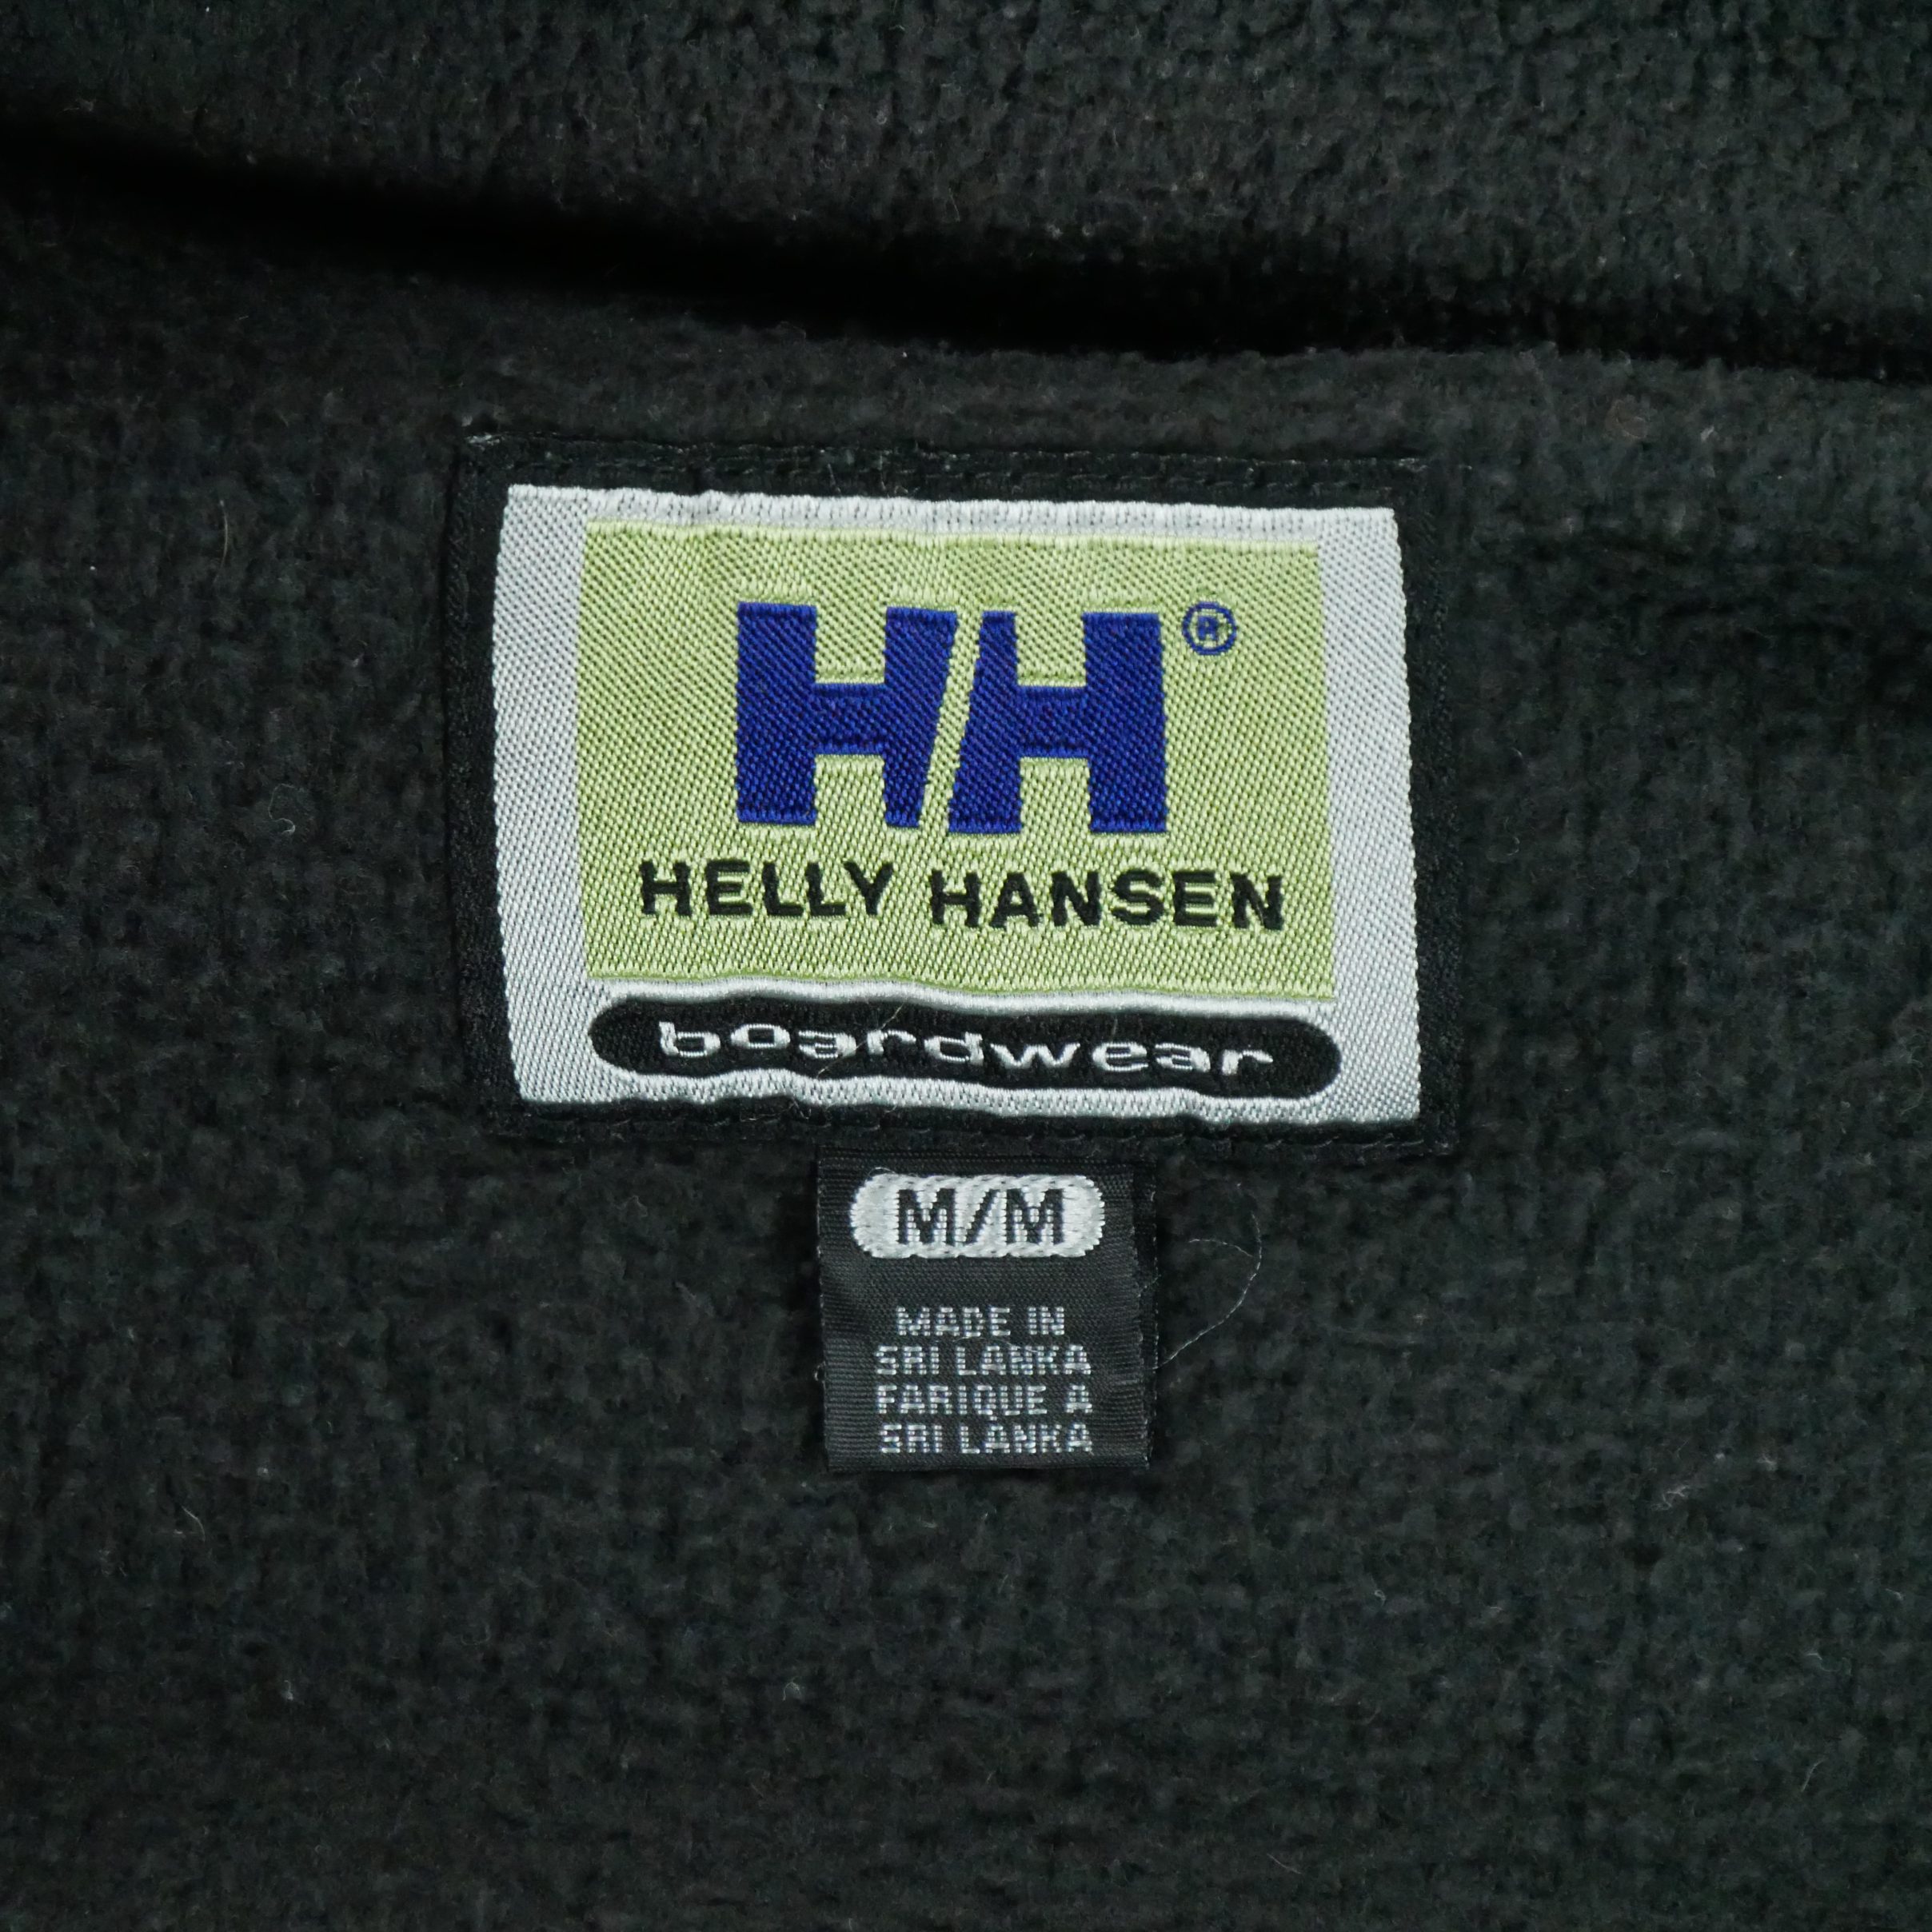 HH®
HELLY HANSEN
boardwear
M/M
MADE IN
SRI LANKA
FARIQUE A
SRI LANKA